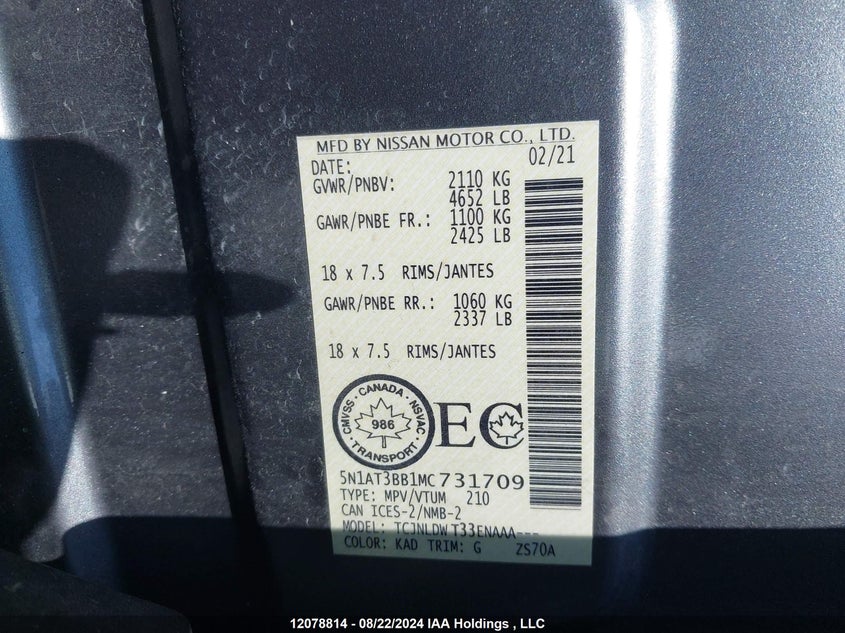 MFD BY NISSAN MOTOR CO., LTD.
DATE: 02/21
GVWR/PNBV: 2110 KG
4652 LB
GAWR/PNBE FR.: 1100 KG
2425 LB
18 x 7.5 RIMS/JANTES
GAWR/PNBE RR.: 1060 KG
2337 LB
18 x 7.5 RIMS/JANTES
CMVSS · CANADA · NSVAC · TRANSPORT ·
986
EC
5N1AT3BB1MC731709
TYPE: MPV/VTUM 210
CAN ICES-2/NMB-2
MODEL: TCJNLDW T33ENAAA---
COLOR: KAD TRIM: G ZS70A
12078814 - 08/22/2024 IAA Holdings , LLC